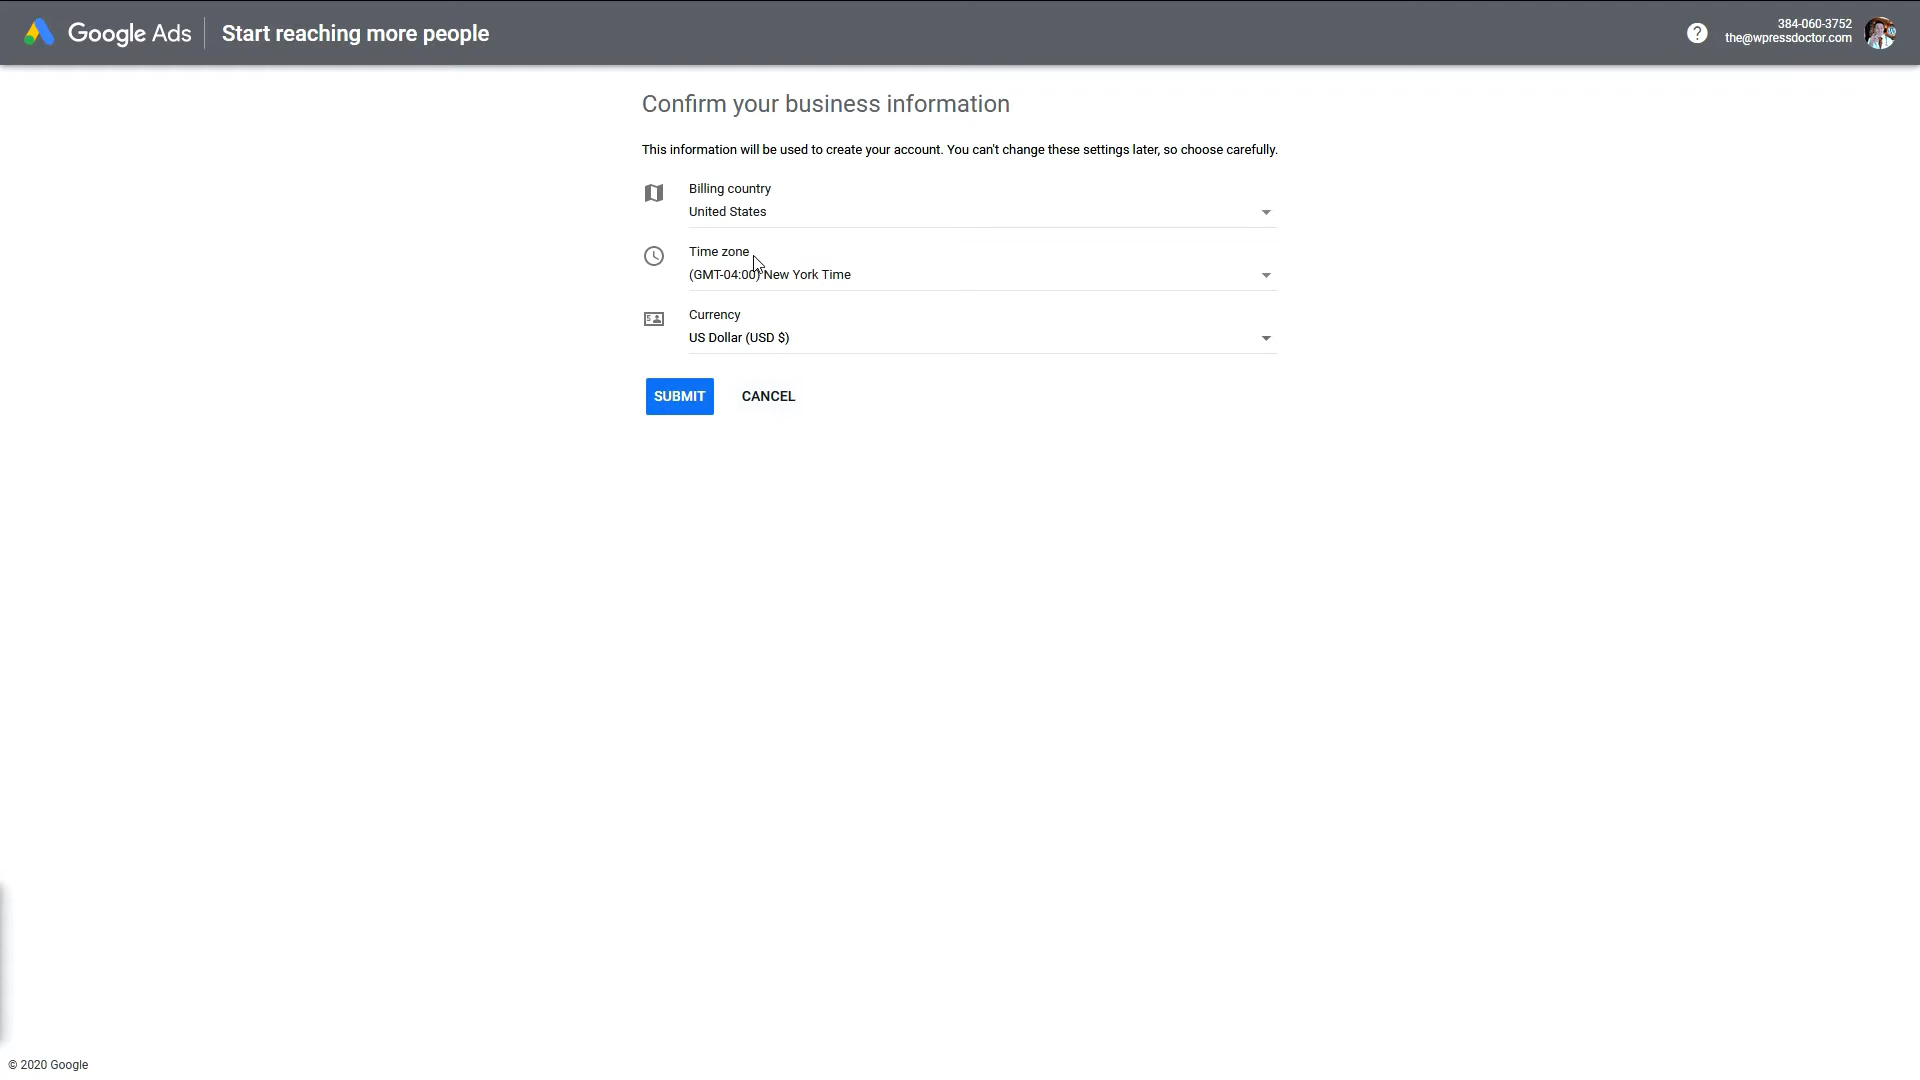 Google Ads
Start reaching more people
?
384-060-3752
the@wpressdoctor.com
Confirm your business information
This information will be used to create your account. You can't change these settings later, so choose carefully.
Billing country
United States
Time zone
(GMT-04:00) New York Time
Currency
US Dollar (USD $)
SUBMIT
CANCEL
© 2020 Google